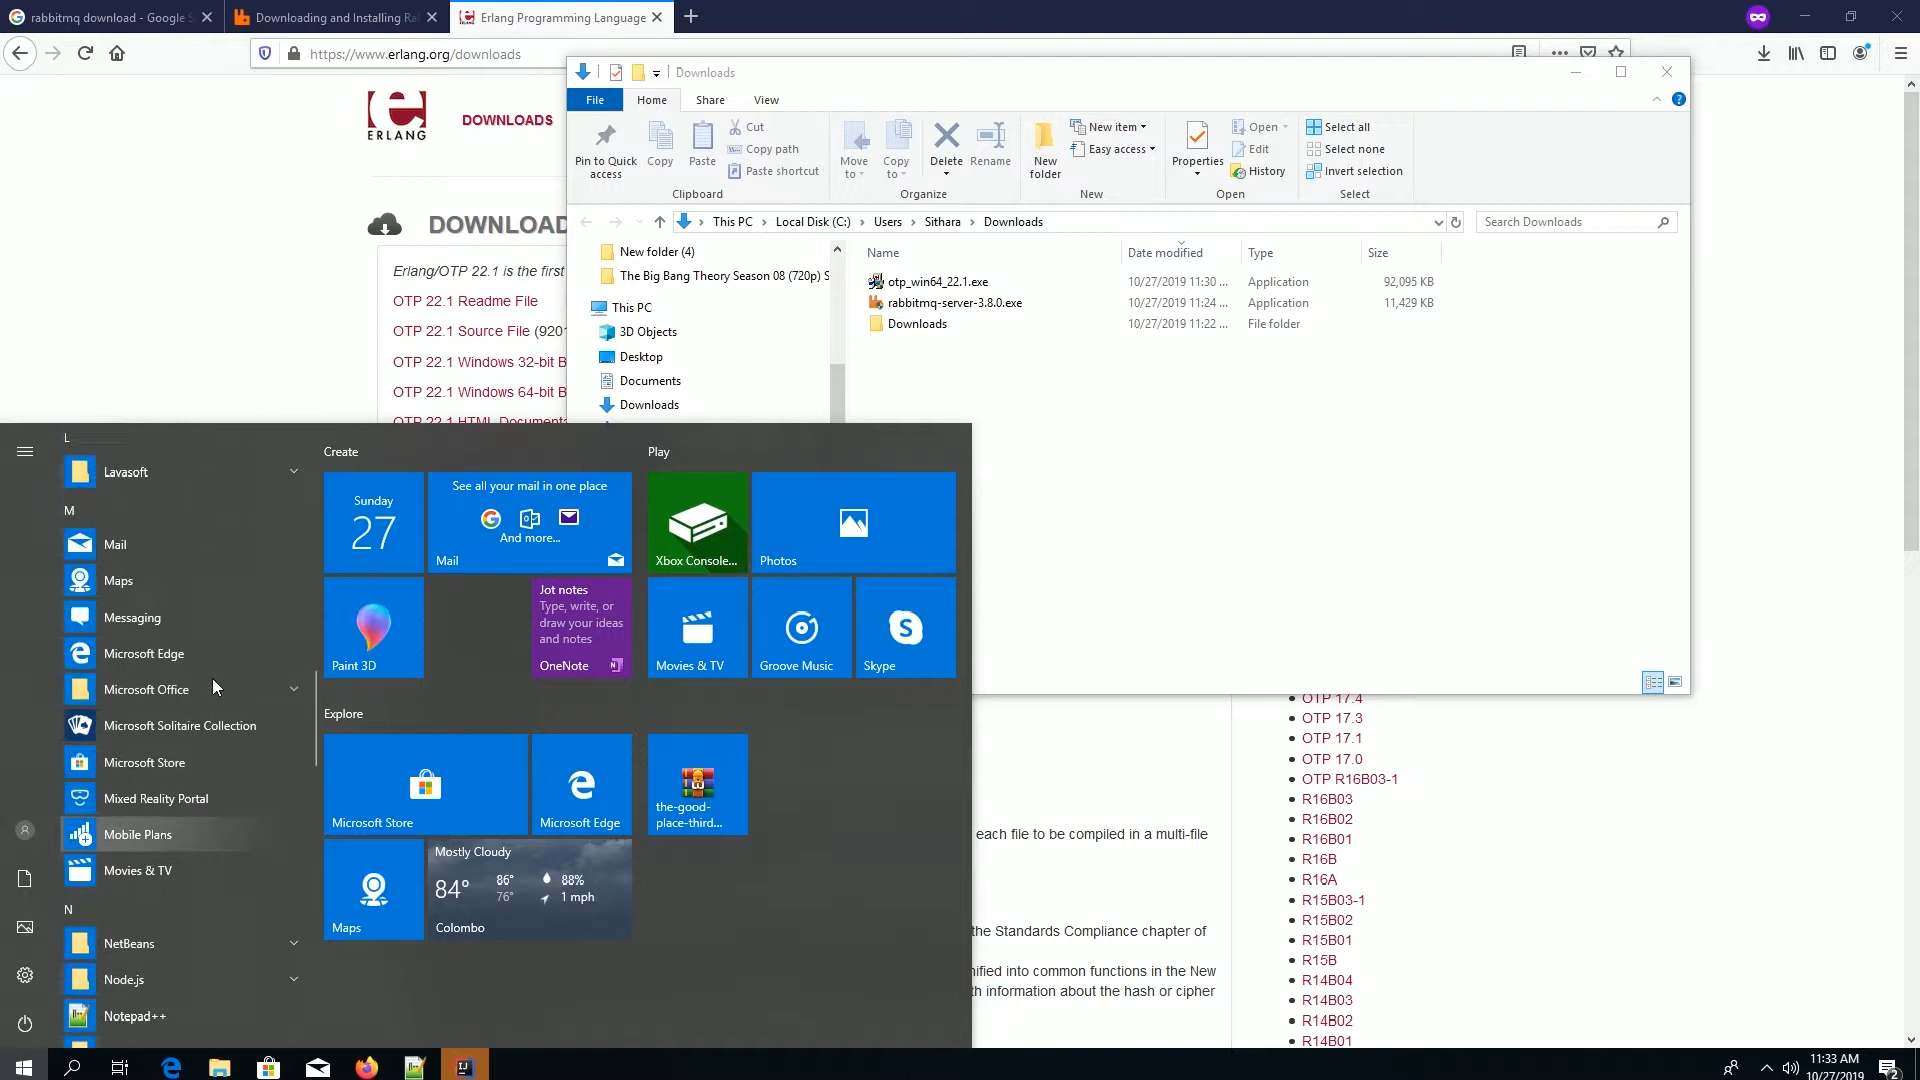 rabbitmq download - Google S
Downloading and Installing Ra
Erlang Programming Language
https://www.erlang.org/downloads
ERLANG
DOWNLOADS
DOWNLOAD
Erlang/OTP 22.1 is the first
OTP 22.1 Readme File
OTP 22.1 Source File (9201
OTP 22.1 Windows 32-bit B
OTP 22.1 Windows 64-bit B
OTP 22.1 HTML Documenta
Downloads
File
Home
Share
View
Pin to Quick access
Copy
Paste
Cut
Copy path
Paste shortcut
Clipboard
Move to
Copy to
Delete
Rename
Organize
New folder
New item
Easy access
New
Properties
Open
Edit
History
Open
Select all
Select none
Invert selection
Select
This PC
Local Disk (C:)
Users
Sithara
Downloads
Search Downloads
New folder (4)
The Big Bang Theory Season 08 (720p) S
This PC
3D Objects
Desktop
Documents
Downloads
Name
Date modified
Type
Size
otp_win64_22.1.exe
10/27/2019 11:30 ...
Application
92,095 KB
rabbitmq-server-3.8.0.exe
10/27/2019 11:24 ...
Application
11,429 KB
Downloads
10/27/2019 11:22 ...
File folder
L
Lavasoft
M
Mail
Maps
Messaging
Microsoft Edge
Microsoft Office
Microsoft Solitaire Collection
Microsoft Store
Mixed Reality Portal
Mobile Plans
Movies & TV
N
NetBeans
Node.js
Notepad++
Create
Sunday
27
See all your mail in one place
And more...
Mail
Paint 3D
Jot notes
Type, write, or
draw your ideas
and notes
OneNote
Play
Xbox Console...
Photos
Movies & TV
Groove Music
Skype
Explore
Microsoft Store
Microsoft Edge
the-good-
place-third...
Maps
Mostly Cloudy
84°
86°
76°
88%
1 mph
Colombo
each file to be compiled in a multi-file
the Standards Compliance chapter of
nified into common functions in the New
th information about the hash or cipher
OTP 17.4
OTP 17.3
OTP 17.1
OTP 17.0
OTP R16B03-1
R16B03
R16B02
R16B01
R16B
R16A
R15B03-1
R15B02
R15B01
R15B
R14B04
R14B03
R14B02
R14B01
11:33 AM
10/27/2019
2